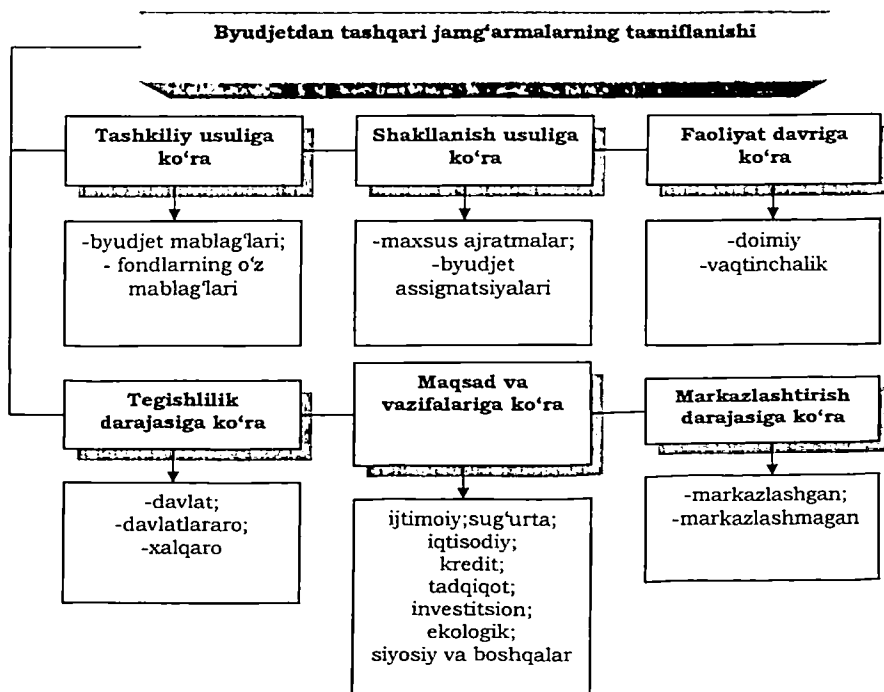 Byudjetdan tashqari jamg‘armalarning tasniflanishi
Tashkiliy usuliga
ko‘ra
Shakllanish usuliga
ko‘ra
Faoliyat davriga
ko‘ra
-byudjet mablag‘lari;
- fondlarning o‘z
mablag‘lari
-maxsus ajratmalar;
-byudjet
assignatsiyalari
-doimiy
-vaqtinchalik
Tegishlilik
darajasiga ko‘ra
Maqsad va
vazifalariga ko‘ra
Markazlashtirish
darajasiga ko‘ra
-davlat;
-davlatlararo;
-xalqaro
ijtimoiy;sug‘urta;
iqtisodiy;
kredit;
tadqiqot;
investitsion;
ekologik;
siyosiy va boshqalar
-markazlashgan;
-markazlashmagan